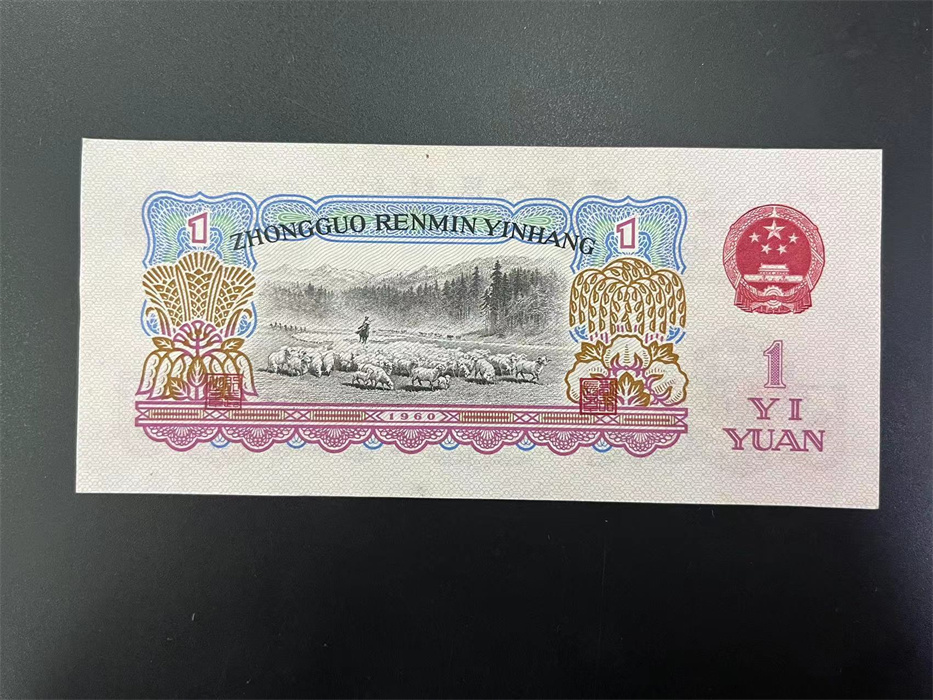 1
ZHONGGUO RENMIN YINHANG
1
1960
1
YI
YUAN